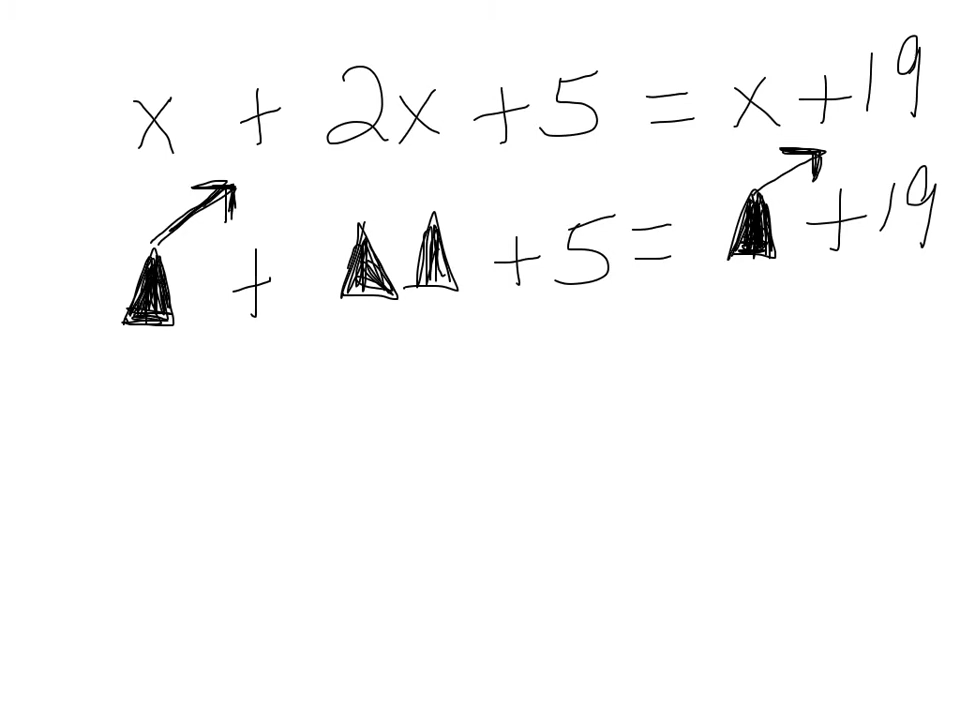 x + 2x + 5 = x + 19
▲ + ▲▲ + 5 = ▲ + 19